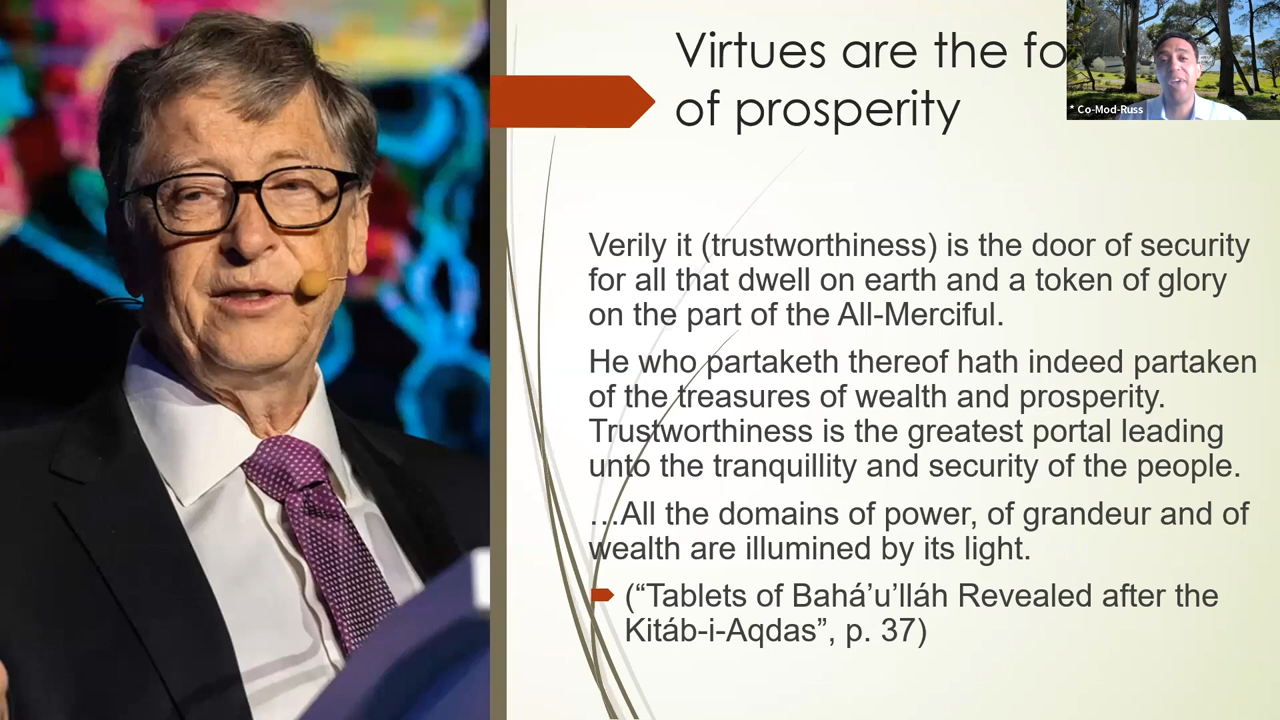 Virtues are the fo
of prosperity
* Co-Mod-Russ
Verily it (trustworthiness) is the door of security
for all that dwell on earth and a token of glory
on the part of the All-Merciful.
He who partaketh thereof hath indeed partaken
of the treasures of wealth and prosperity.
Trustworthiness is the greatest portal leading
unto the tranquillity and security of the people.
…All the domains of power, of grandeur and of
wealth are illumined by its light.
(“Tablets of Bahá’u’lláh Revealed after the
Kitáb-i-Aqdas”, p. 37)